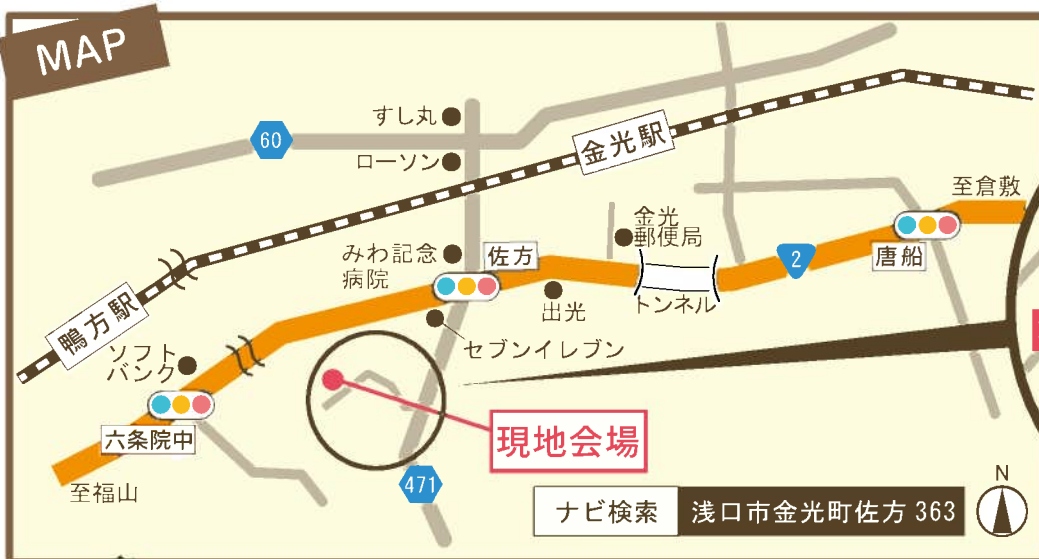 MAP
すし丸
60
ローソン
金光駅
至倉敷
金光
郵便局
みわ記念
病院
佐方
2
唐船
鴨方駅
出光
トンネル
ソフト
バンク
セブンイレブン
六条院中
現地会場
至福山
471
N
ナビ検索 浅口市金光町佐方 363